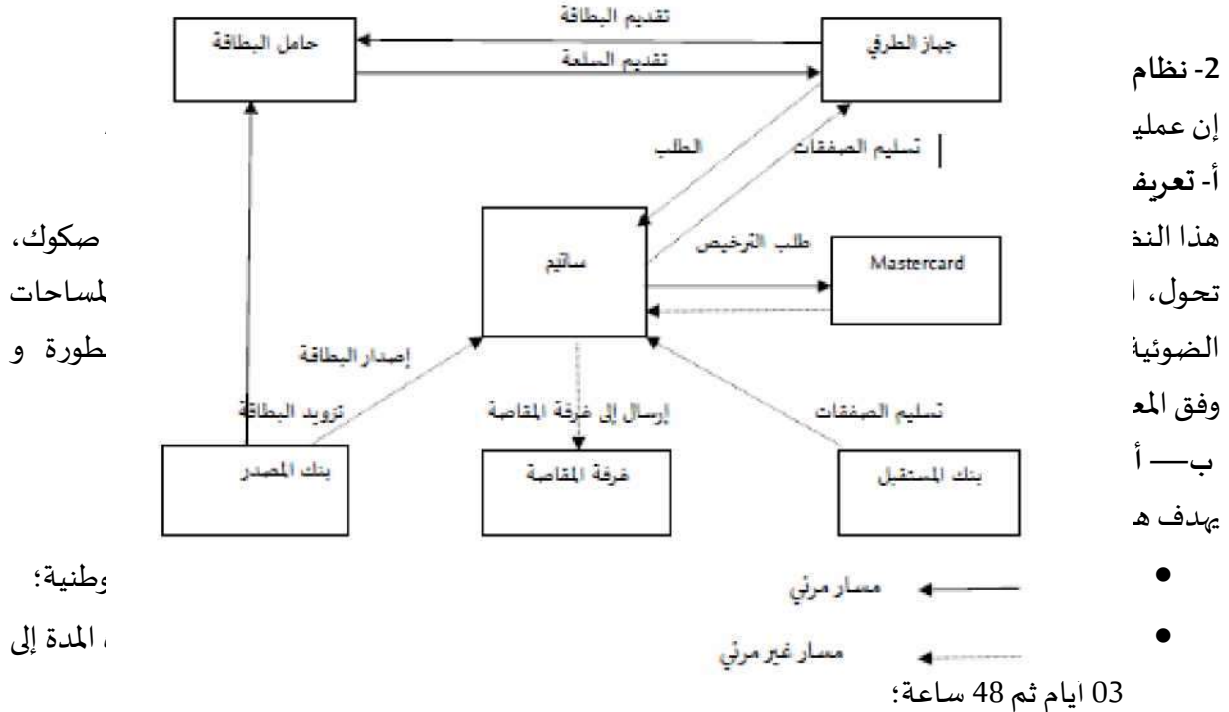 تقديم البطاقة
حامل البطاقة
جهاز الطرفي
تقديم السلعة
2- نظام
إن عمليـ
الطلب
تسليم الصفقات
أ- تعريف
هذا النظ
صكوك،
طلب الترخيص
ساتيم
Mastercard
تحول، ا
لمساحات
الضوئية
طورة و
إصدار البطاقة
وفق المع
تزويد البطاقة
إرسال إلى غرفة المقاصة
تسليم الصفقات
ب— أ
بنك المصدر
غرفة المقاصة
بنك المستقبل
يهدف هـ
وطنية؛
مسار مرئي
المدة إلى
مسار غير مرئي
03 أيام ثم 48 ساعة؛